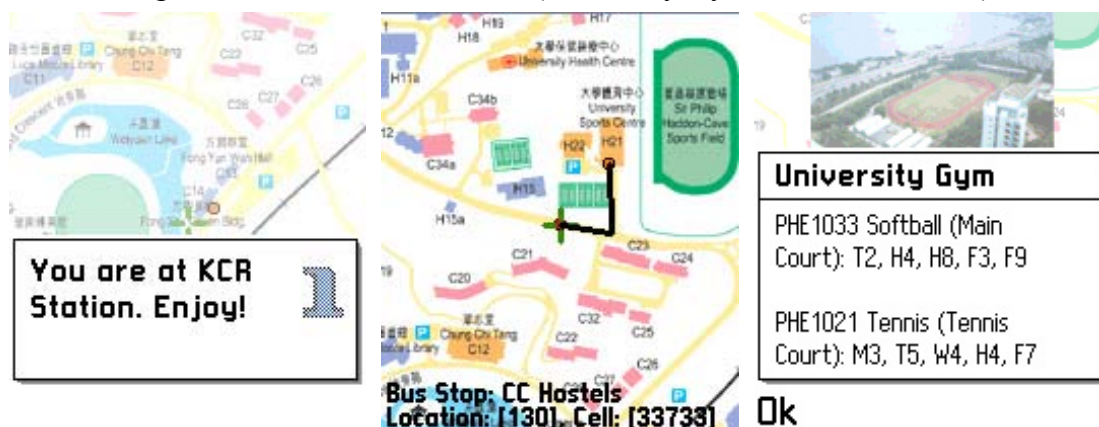 C32
C25
Chung Chi Tang
C22
C12
C11
C26
C27
Weiyuan Lake
Fong Yun Wah Hall
C13
C14
You are at KCR
Station. Enjoy!
1
H19
H17
H18
大學保健醫療中心
University Health Centre
H11a
大學體育中心
University
Sports Centre
C34b
Sir Philip
Haddon-Cave
Sports Field
H22
H21
P
C34a
H15
H15a
C21
C23
C24
C20
Chung Chi Tang
C12
C32
C22
C25
C26
P
Bus Stop: CC Hostels
Location: [130], Cell: [33733]
University Gym
PHE1033 Softball (Main
Court): T2, H4, H8, F3, F9
PHE1021 Tennis (Tennis
Court): M3, T5, W4, H4, F7
Ok